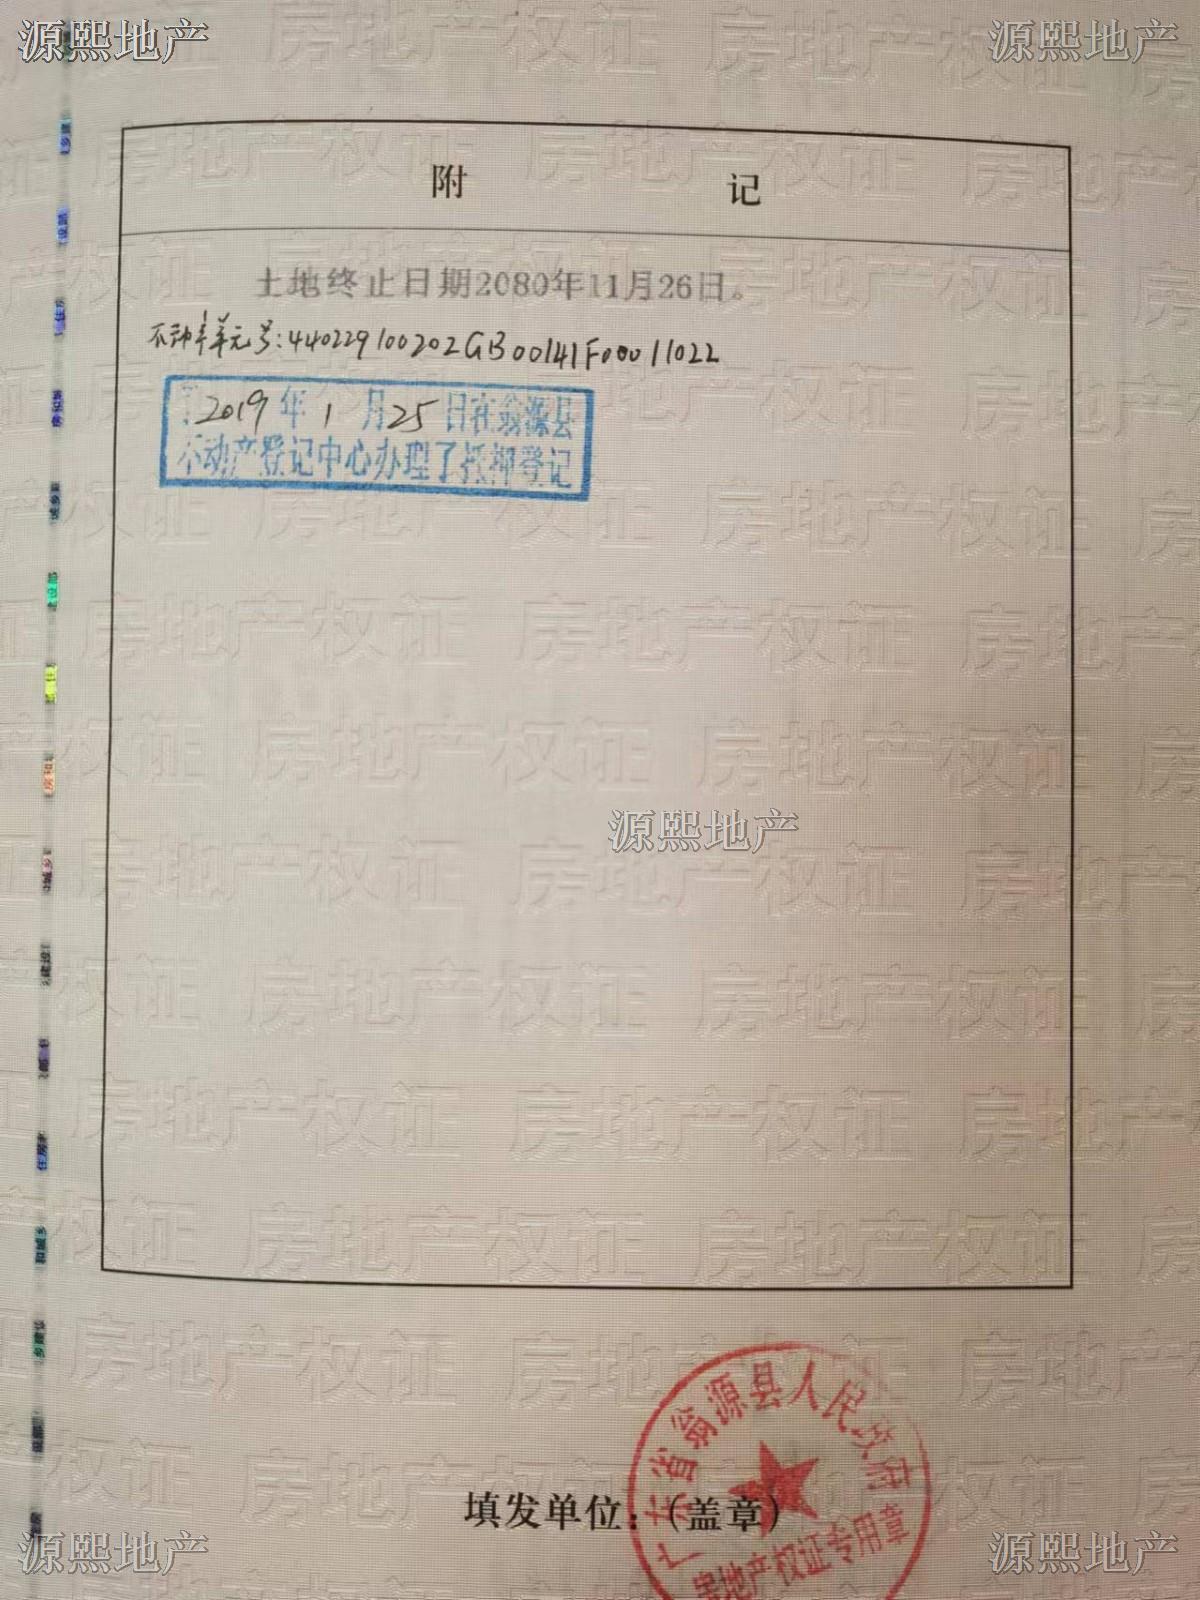 源熙地产 源熙地产
附 记
土地终止日期2080年11月26日。
不动产单元号:440229100202GB00141F00011022
2019年1月25日在翁源县
不动产登记中心办理了抵押登记
源熙地产
广东省翁源县人民政府
填发单位:(盖章)
房地产权证专用章
源熙地产 源熙地产